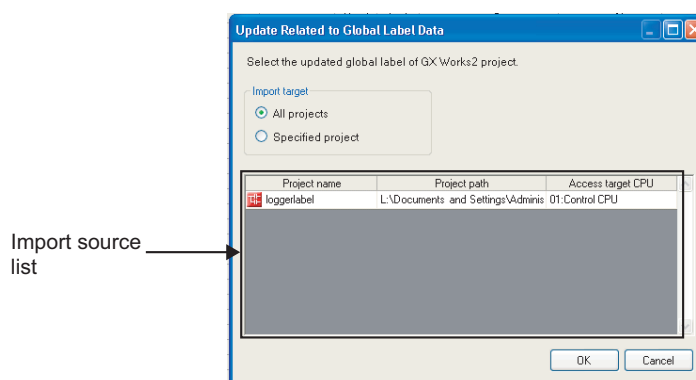 Update Related to Global Label Data
Select the updated global label of GX Works2 project.
Import target
All projects
Specified project
Project name Project path Access target CPU
loggerlabel L:\Documents and Settings\Adminis 01:Control CPU
Import source
list
OK Cancel